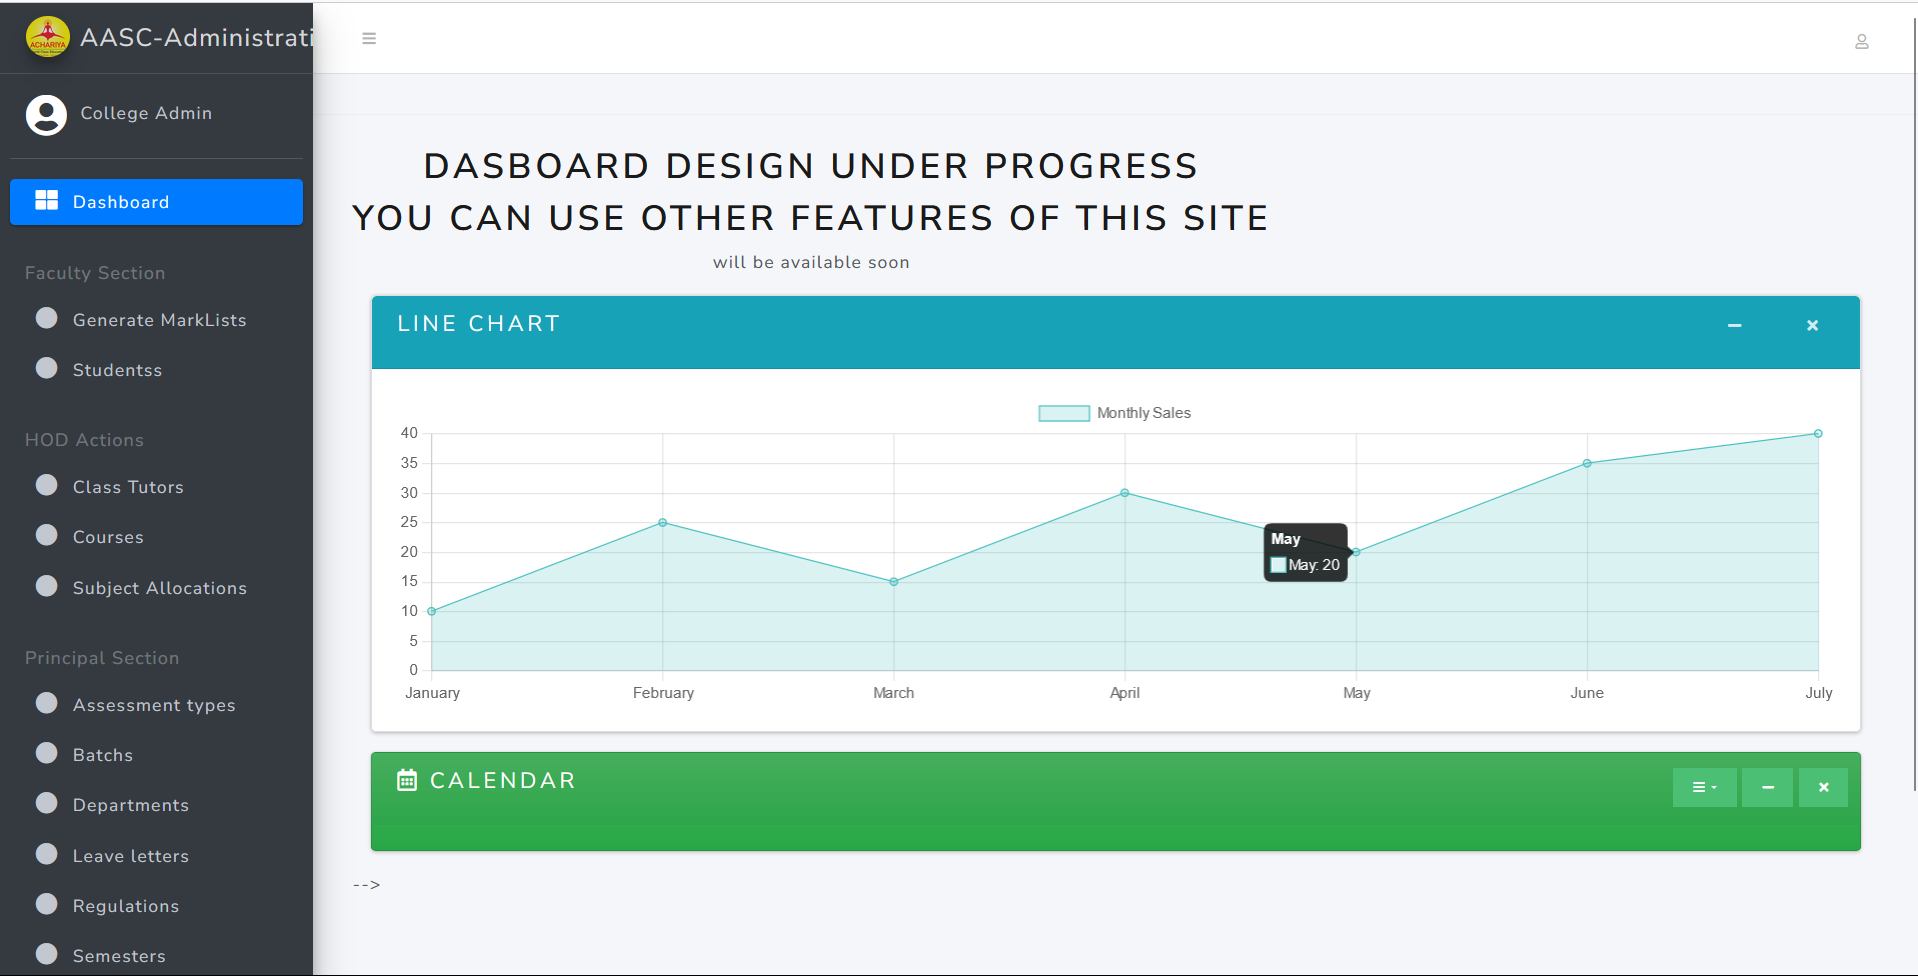 ACHARIYA
AASC-Administrati
College Admin
Dashboard
Faculty Section
Generate MarkLists
Studentss
HOD Actions
Class Tutors
Courses
Subject Allocations
Principal Section
Assessment types
Batchs
Departments
Leave letters
Regulations
Semesters
DASBOARD DESIGN UNDER PROGRESS
YOU CAN USE OTHER FEATURES OF THIS SITE
will be available soon
LINE CHART
Monthly Sales
40
35
30
25
20
15
10
5
0
May
May: 20
January February March April May June July
CALENDAR
-->